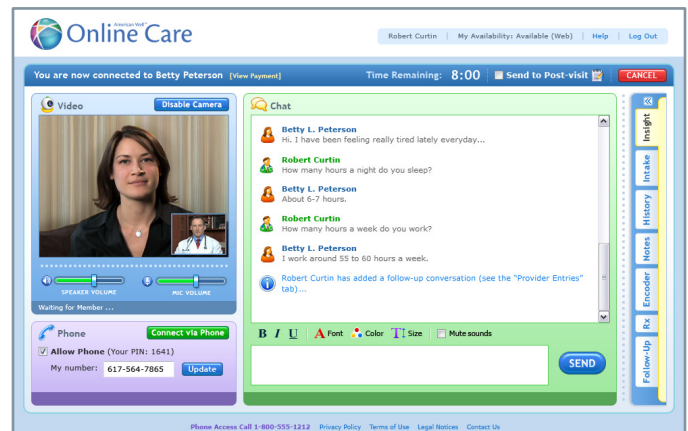 American Well™
Online Care
Robert Curtin | My Availability: Available (Web) | Help | Log Out
You are now connected to Betty Peterson [View Payment]
Time Remaining: 8:00
Send to Post-visit
CANCEL
Video
Disable Camera
SPEAKER VOLUME
MIC VOLUME
Waiting for Member ...
Phone
Connect via Phone
Allow Phone (Your PIN: 1641)
My number: 617-564-7865 Update
Chat
Betty L. Peterson
Hi. I have been feeling really tired lately everyday...
Robert Curtin
How many hours a night do you sleep?
Betty L. Peterson
About 6-7 hours.
Robert Curtin
How many hours a week do you work?
Betty L. Peterson
I work around 55 to 60 hours a week.
Robert Curtin has added a follow-up conversation (see the "Provider Entries"
tab)...
B I U A Font Color T Size Mute sounds
SEND
Insight
Intake
History
Notes
Encoder
Rx
Follow-Up
Phone Access Call 1-800-555-1212 Privacy Policy Terms of Use Legal Notices Contact Us